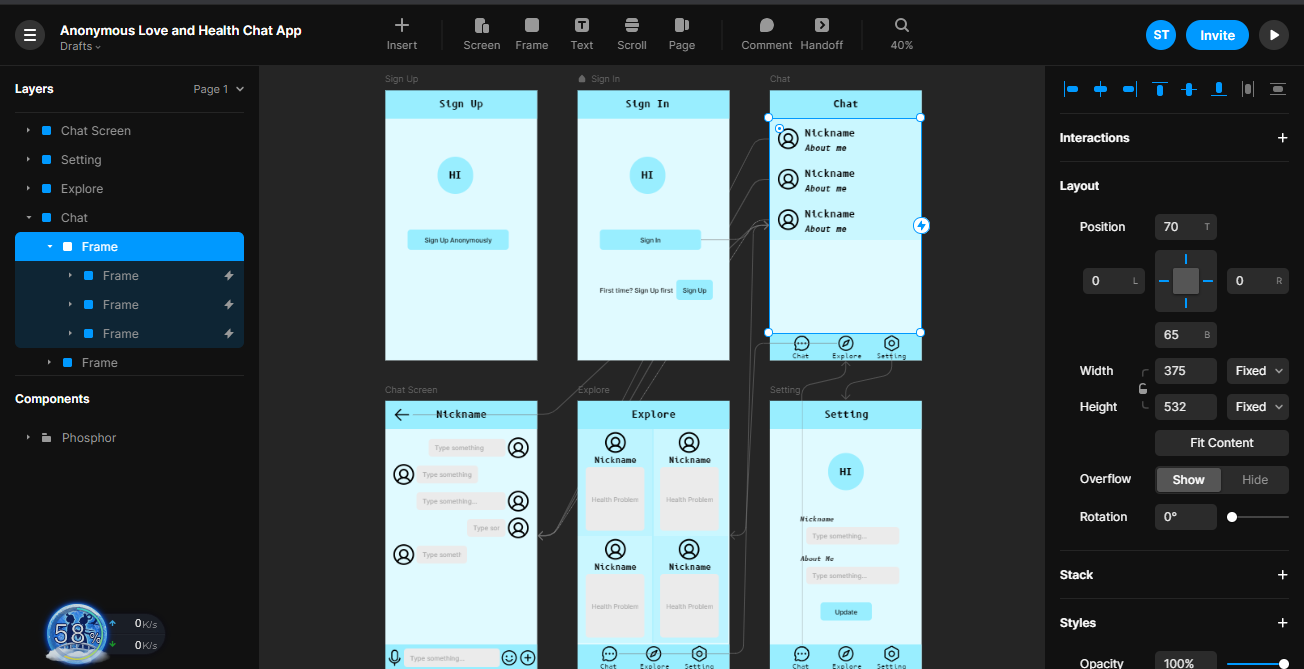 Anonymous Love and Health Chat App
Drafts
Insert
Screen
Frame
Text
Scroll
Page
Comment
Handoff
40%
ST
Invite
Layers
Page 1
Chat Screen
Setting
Explore
Chat
Frame
Frame
Frame
Frame
Frame
Components
Phosphor
58%
0K/s
0K/s
Sign Up
Sign Up
HI
Sign Up Anonymously
Sign In
Sign In
HI
Sign In
First time? Sign Up first
Sign Up
Chat
Chat
Nickname
About me
Nickname
About me
Nickname
About me
Chat
Explore
Setting
Chat Screen
Nickname
Type something
Type something
Type something...
Type som
Type someth
Type something...
Explore
Explore
Nickname
Nickname
Health Problem
Health Problem
Nickname
Nickname
Health Problem
Health Problem
Chat
Explore
Setting
Setting
Setting
HI
Nickname
Type something...
About Me
Type something...
Update
Chat
Explore
Setting
Interactions
Layout
Position
70 T
0 L
0 R
65 B
Width
375
Fixed
Height
532
Fixed
Fit Content
Overflow
Show
Hide
Rotation
0°
Stack
Styles
Opacity
100%